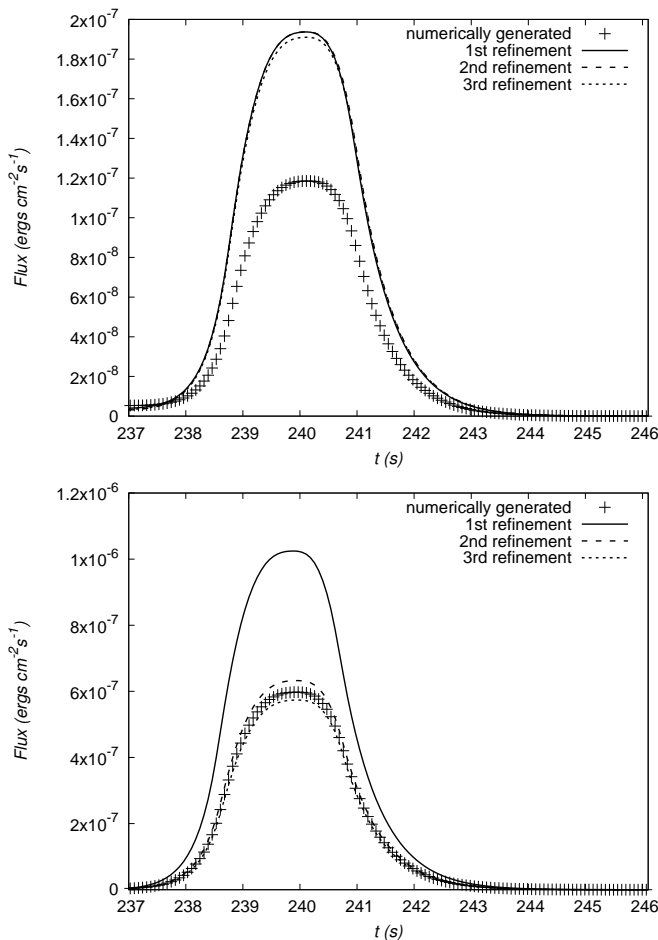 2x10-7
1.8x10-7
1.6x10-7
1.4x10-7
1.2x10-7
1x10-7
8x10-8
6x10-8
4x10-8
2x10-8
0
Flux (ergs cm-2s-1)
numerically generated
1st refinement
2nd refinement
3rd refinement
237 238 239 240 241 242 243 244 245 246
t (s)
1.2x10-6
1x10-6
8x10-7
6x10-7
4x10-7
2x10-7
0
Flux (ergs cm-2s-1)
numerically generated
1st refinement
2nd refinement
3rd refinement
237 238 239 240 241 242 243 244 245 246
t (s)